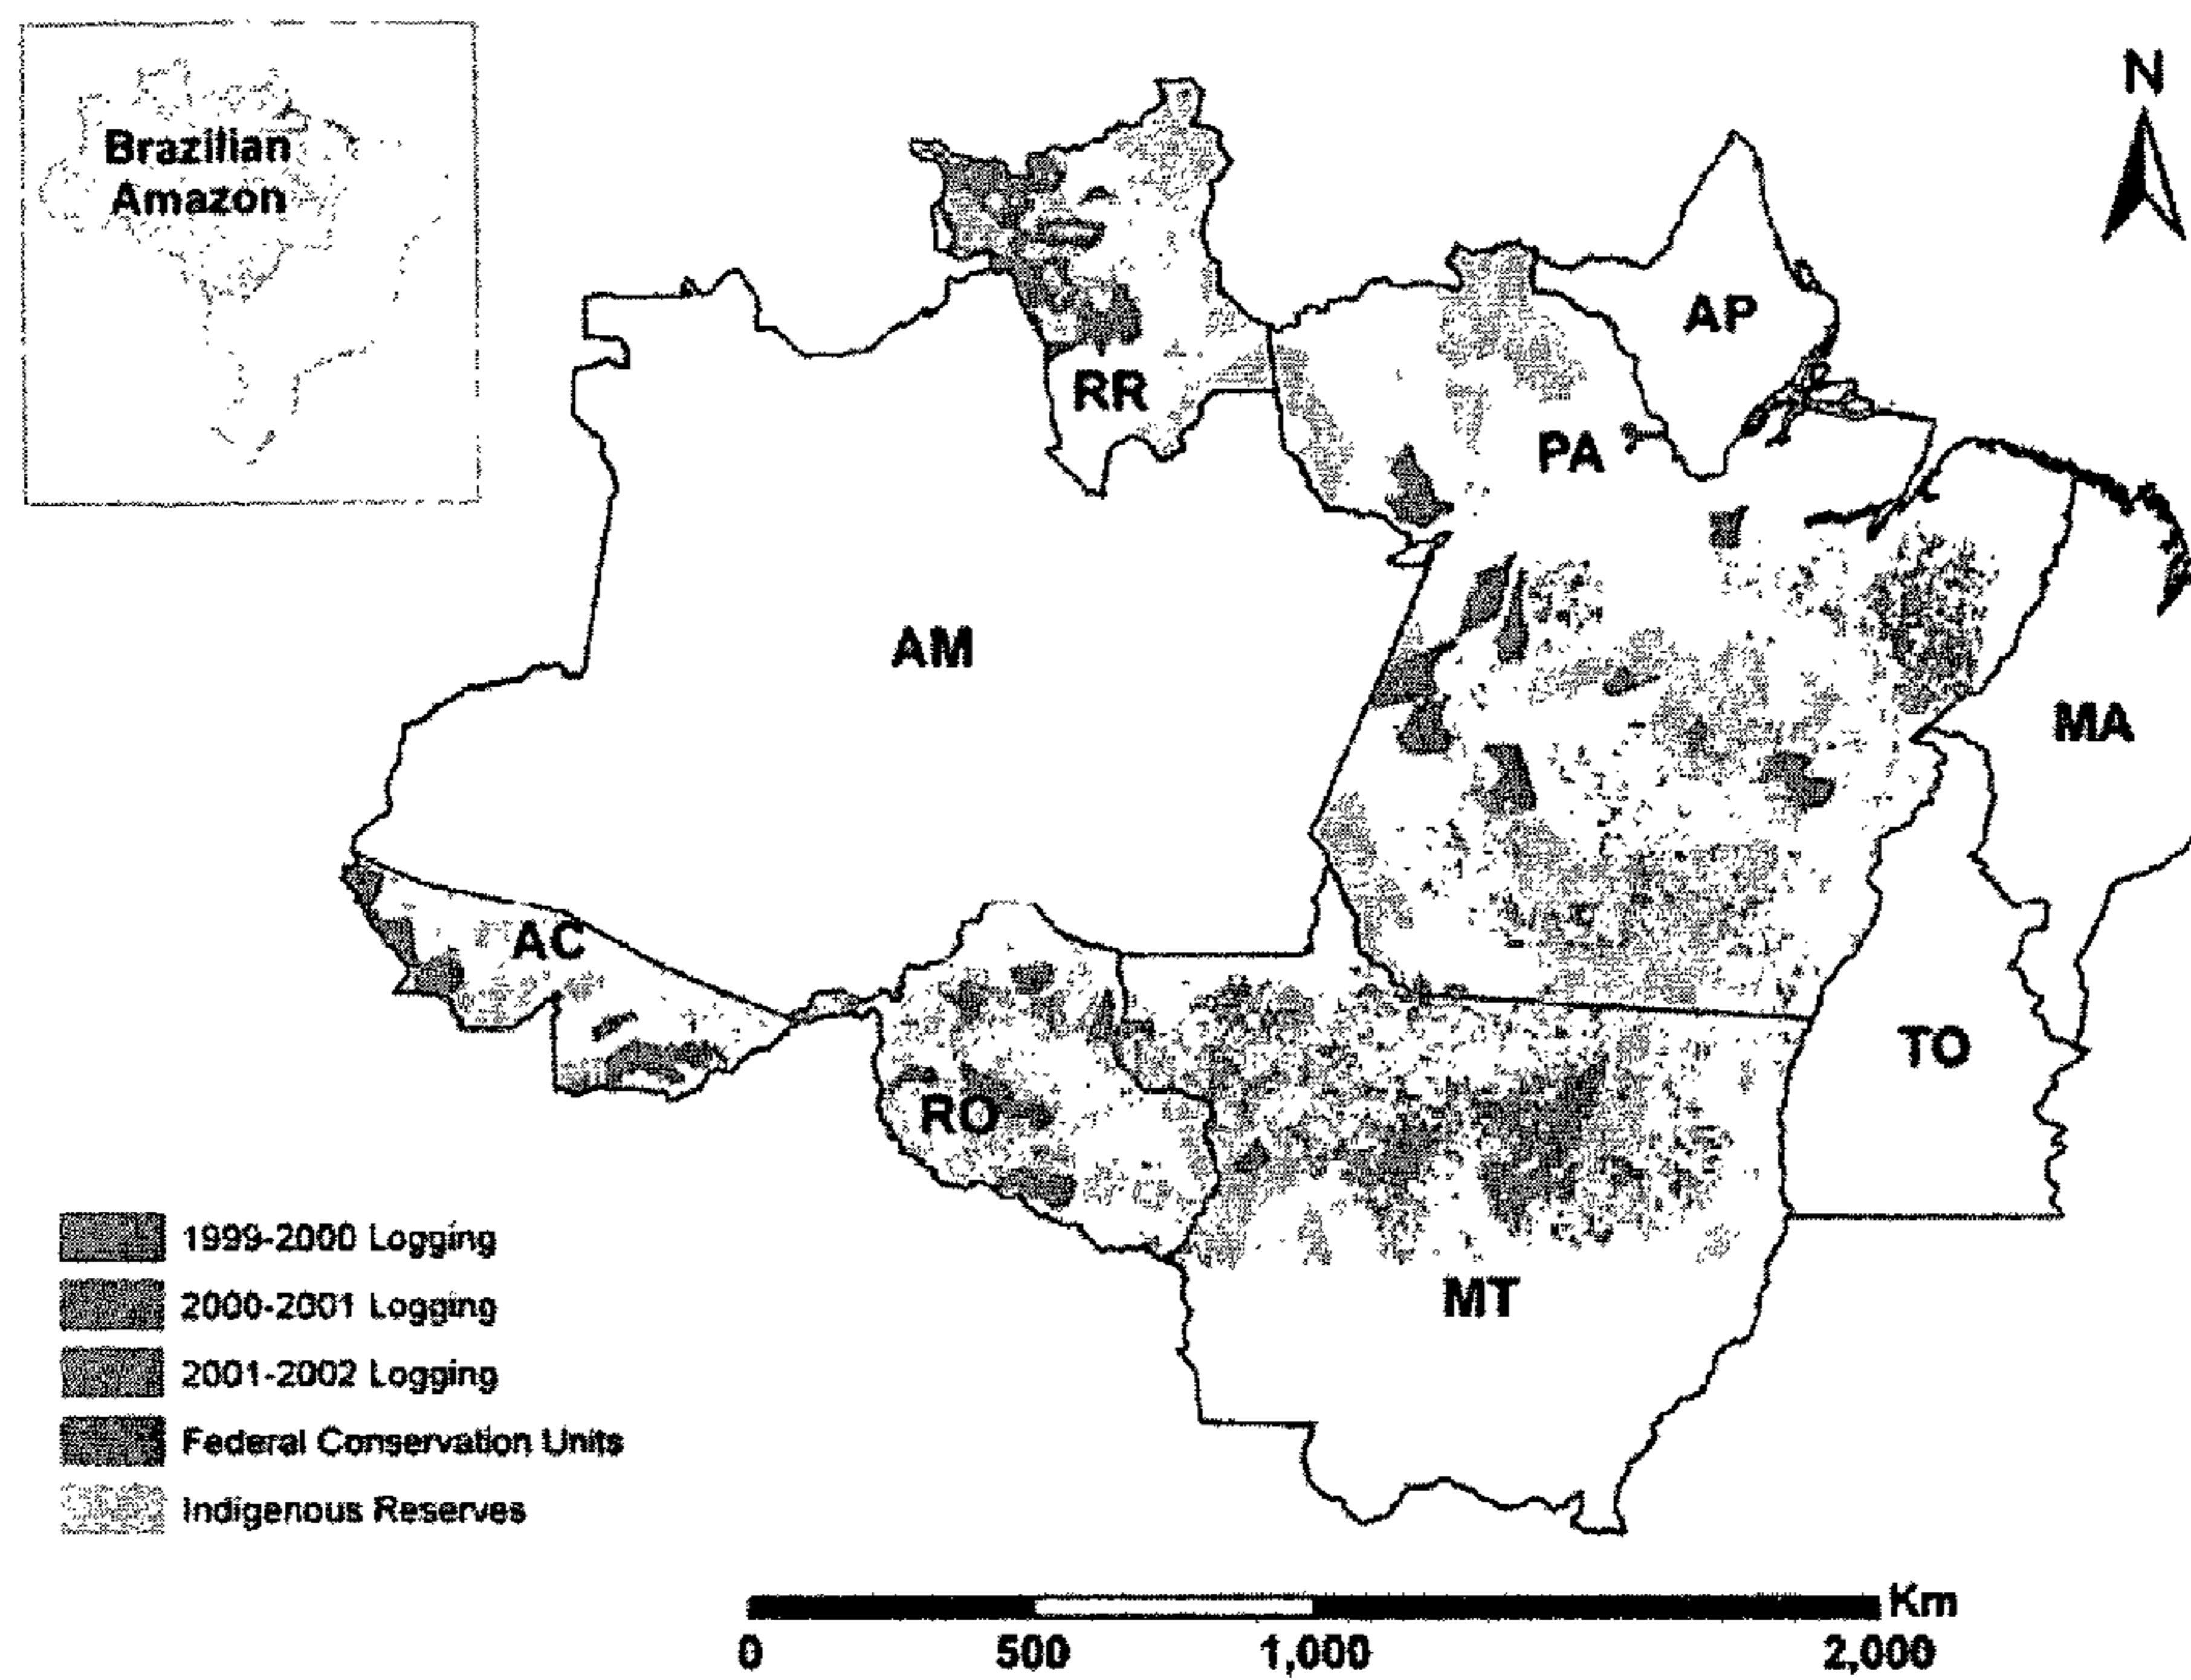 Brazilian
Amazon
N
AP
RR
PA
AM
MA
AC
TO
RO
MT
1999-2000 Logging
2000-2001 Logging
2001-2002 Logging
Federal Conservation Units
Indigenous Reserves
Km
0 500 1,000 2,000